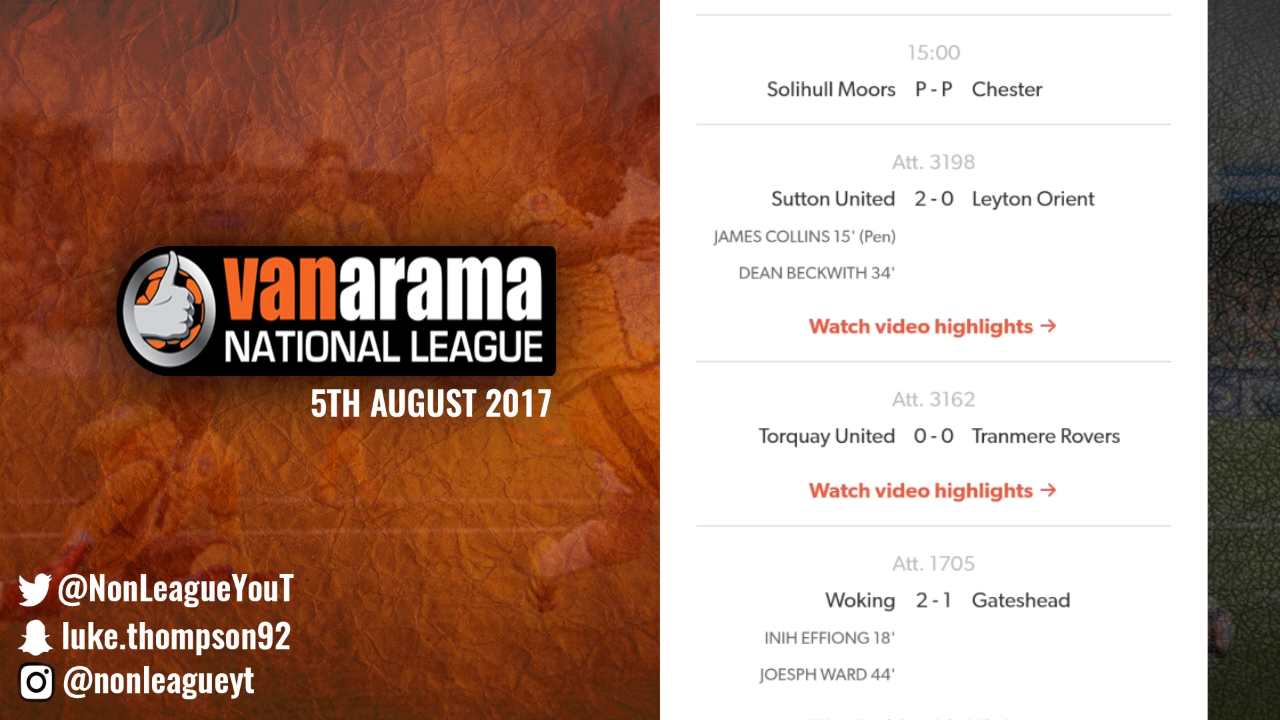 vanarama
NATIONAL LEAGUE
5TH AUGUST 2017
@NonLeagueYouT
luke.thompson92
@nonleagueyt
15:00
Solihull Moors P - P Chester
Att. 3198
Sutton United 2 - 0 Leyton Orient
JAMES COLLINS 15' (Pen)
DEAN BECKWITH 34'
Watch video highlights →
Att. 3162
Torquay United 0 - 0 Tranmere Rovers
Watch video highlights →
Att. 1705
Woking 2 - 1 Gateshead
INIH EFFIONG 18'
JOESPH WARD 44'